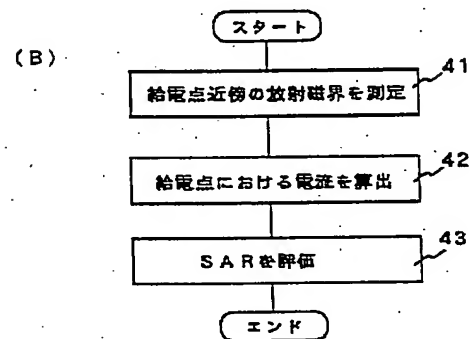 スタート
(B)
41
給電点近傍の放射磁界を測定
42
給電点における電流を算出
43
SARを評価
エンド